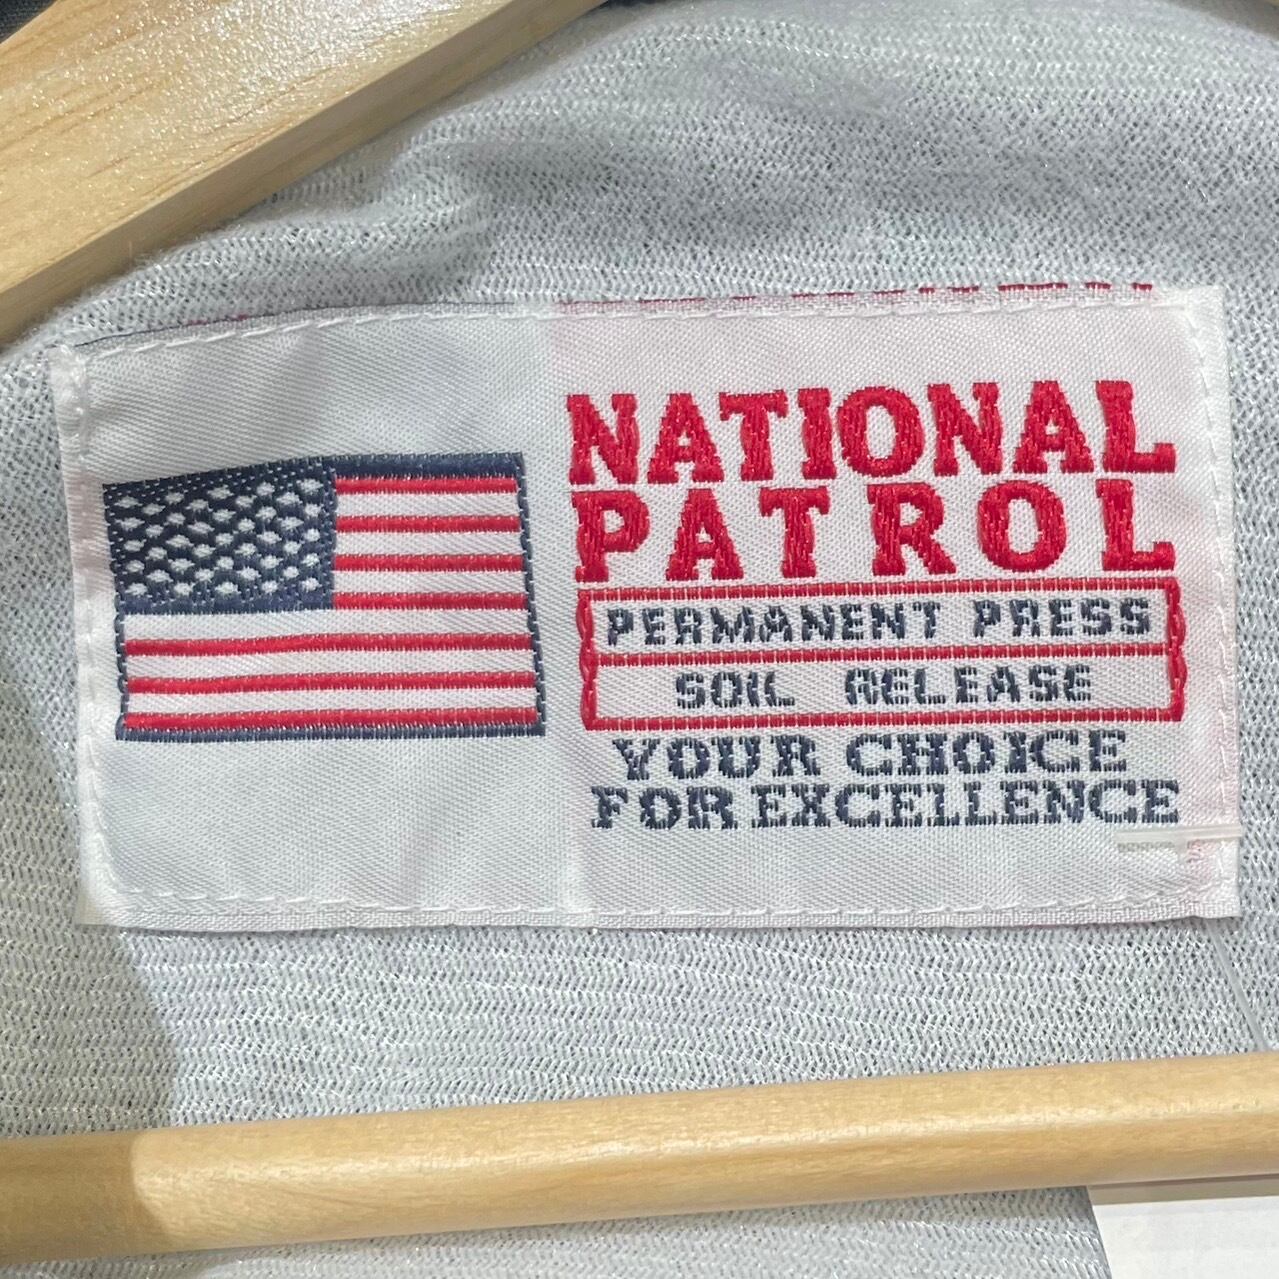 NATIONAL
PATROL
PERMANENT PRESS
SOIL RELEASE
YOUR CHOICE
FOR EXCELLENCE